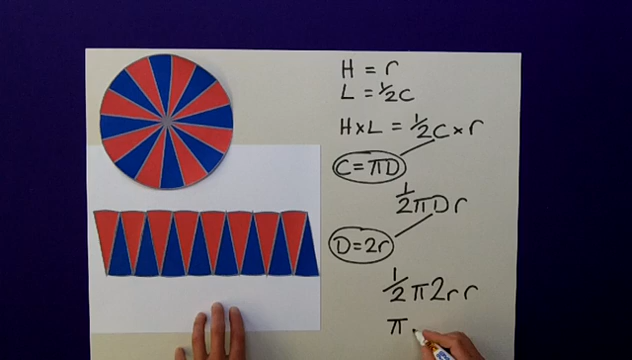 H = r
L = ½C
H×L = ½C×r
C=πD
½πDr
D=2r
½π2rr
π